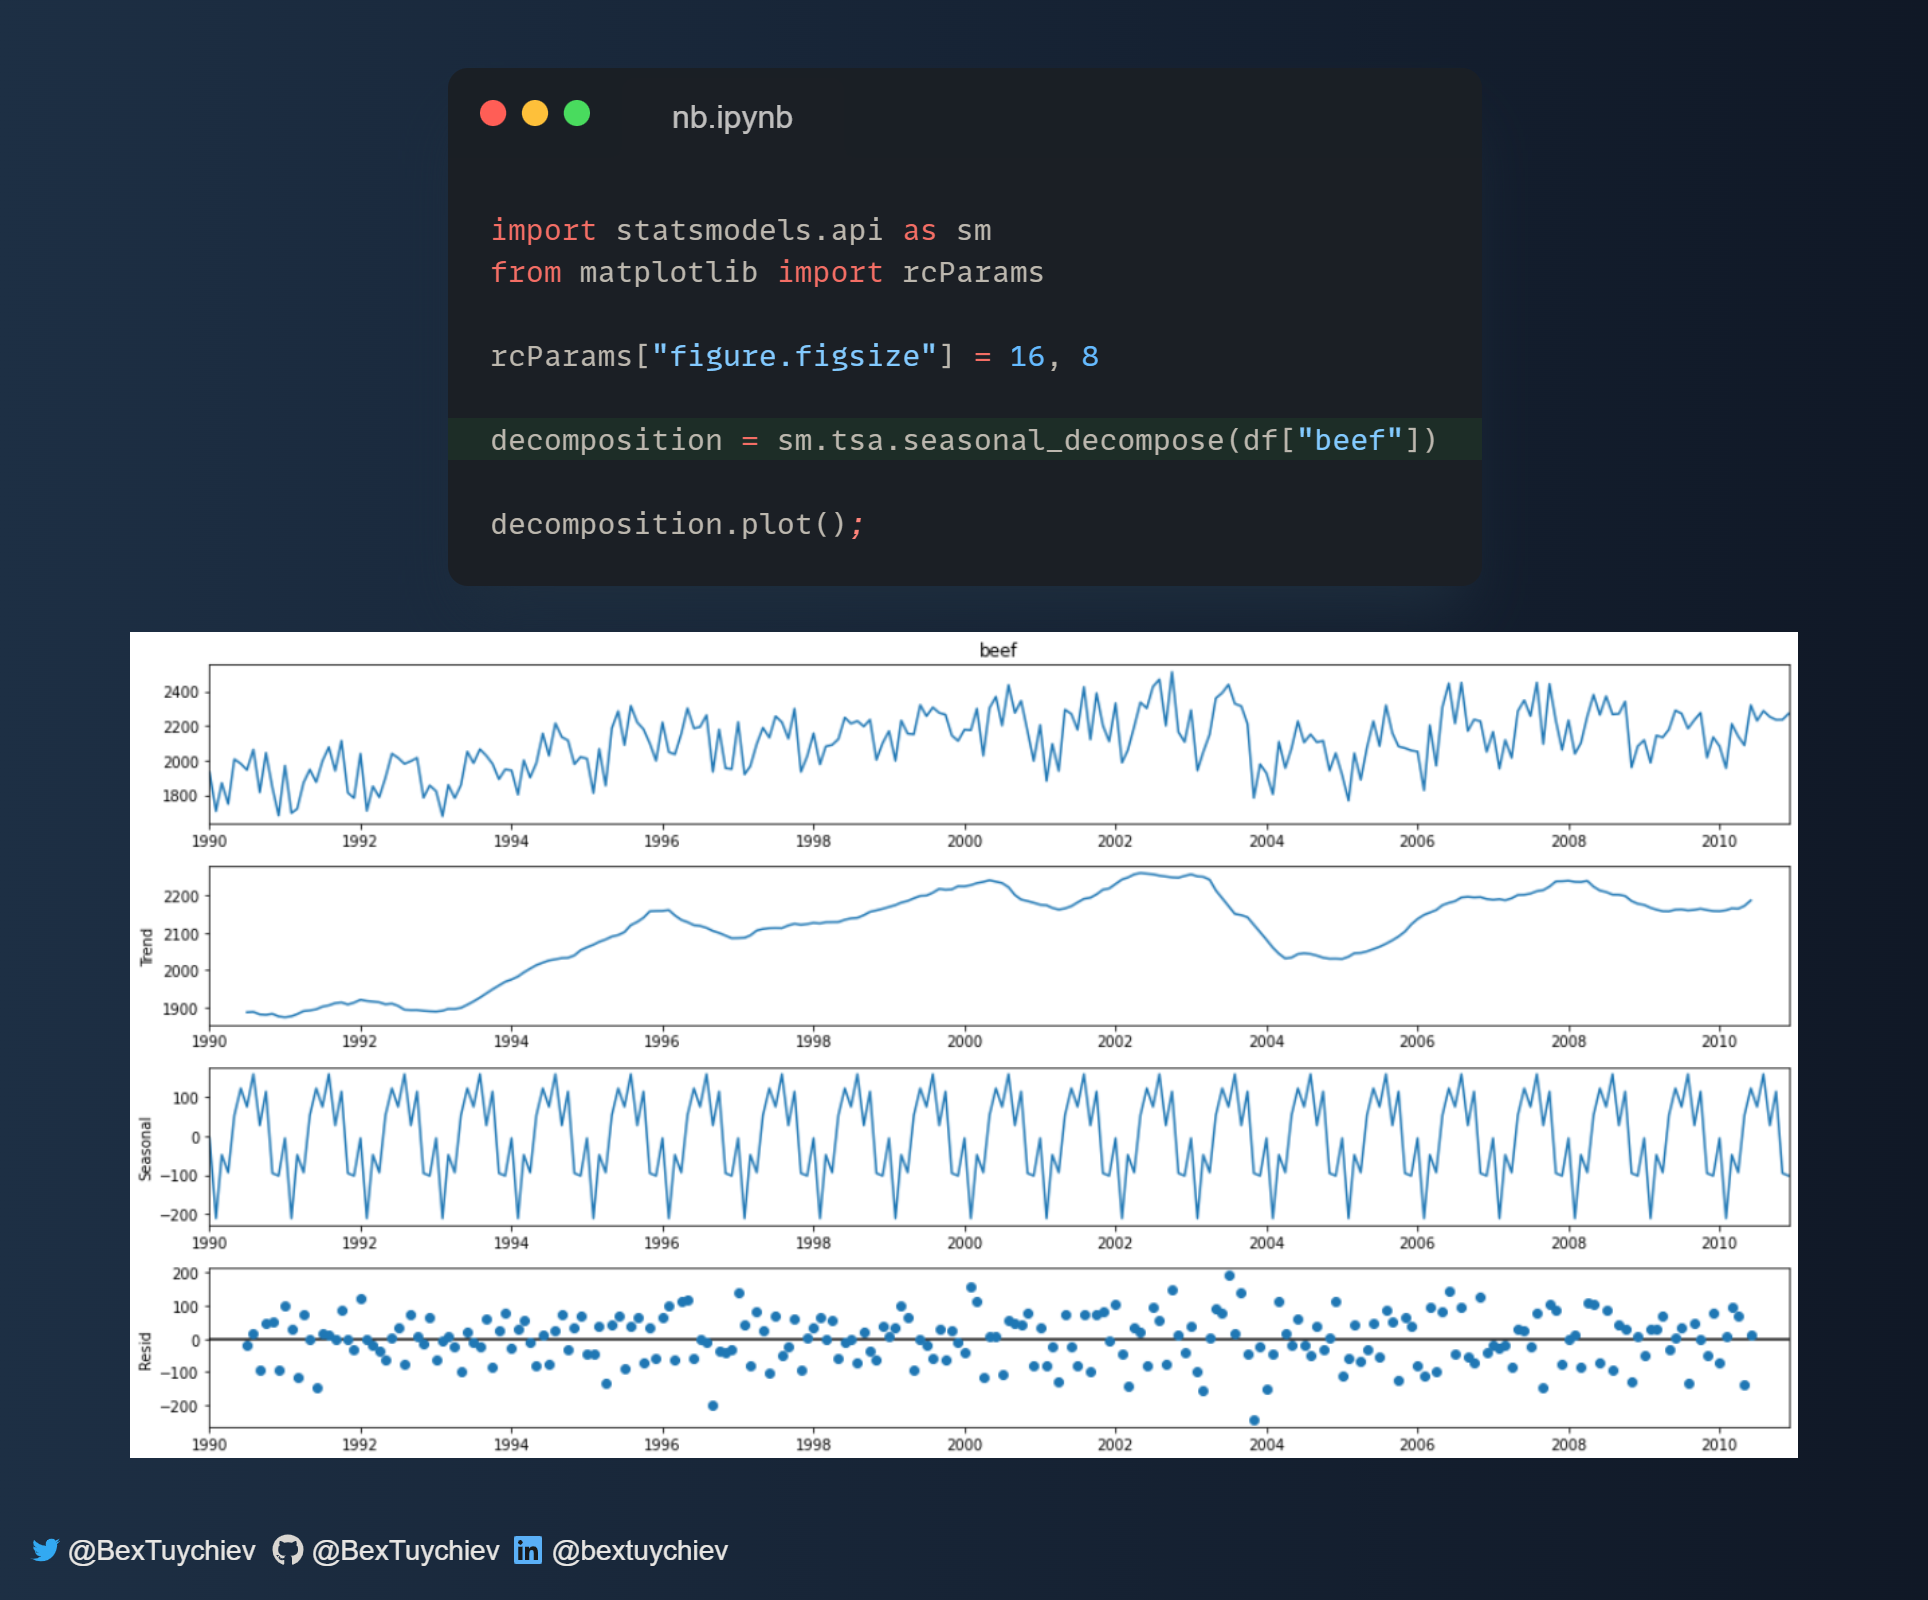 nb.ipynb
import statsmodels.api as sm
from matplotlib import rcParams
rcParams["figure.figsize"] = 16, 8
decomposition = sm.tsa.seasonal_decompose(df["beef"])
decomposition.plot();
beef
2400
2200
2000
1800
1990 1992 1994 1996 1998 2000 2002 2004 2006 2008 2010
Trend
2200
2100
2000
1900
1990 1992 1994 1996 1998 2000 2002 2004 2006 2008 2010
Seasonal
100
0
−100
−200
1990 1992 1994 1996 1998 2000 2002 2004 2006 2008 2010
Resid
200
100
0
−100
−200
1990 1992 1994 1996 1998 2000 2002 2004 2006 2008 2010
@BexTuychiev @BexTuychiev in @bextuychiev